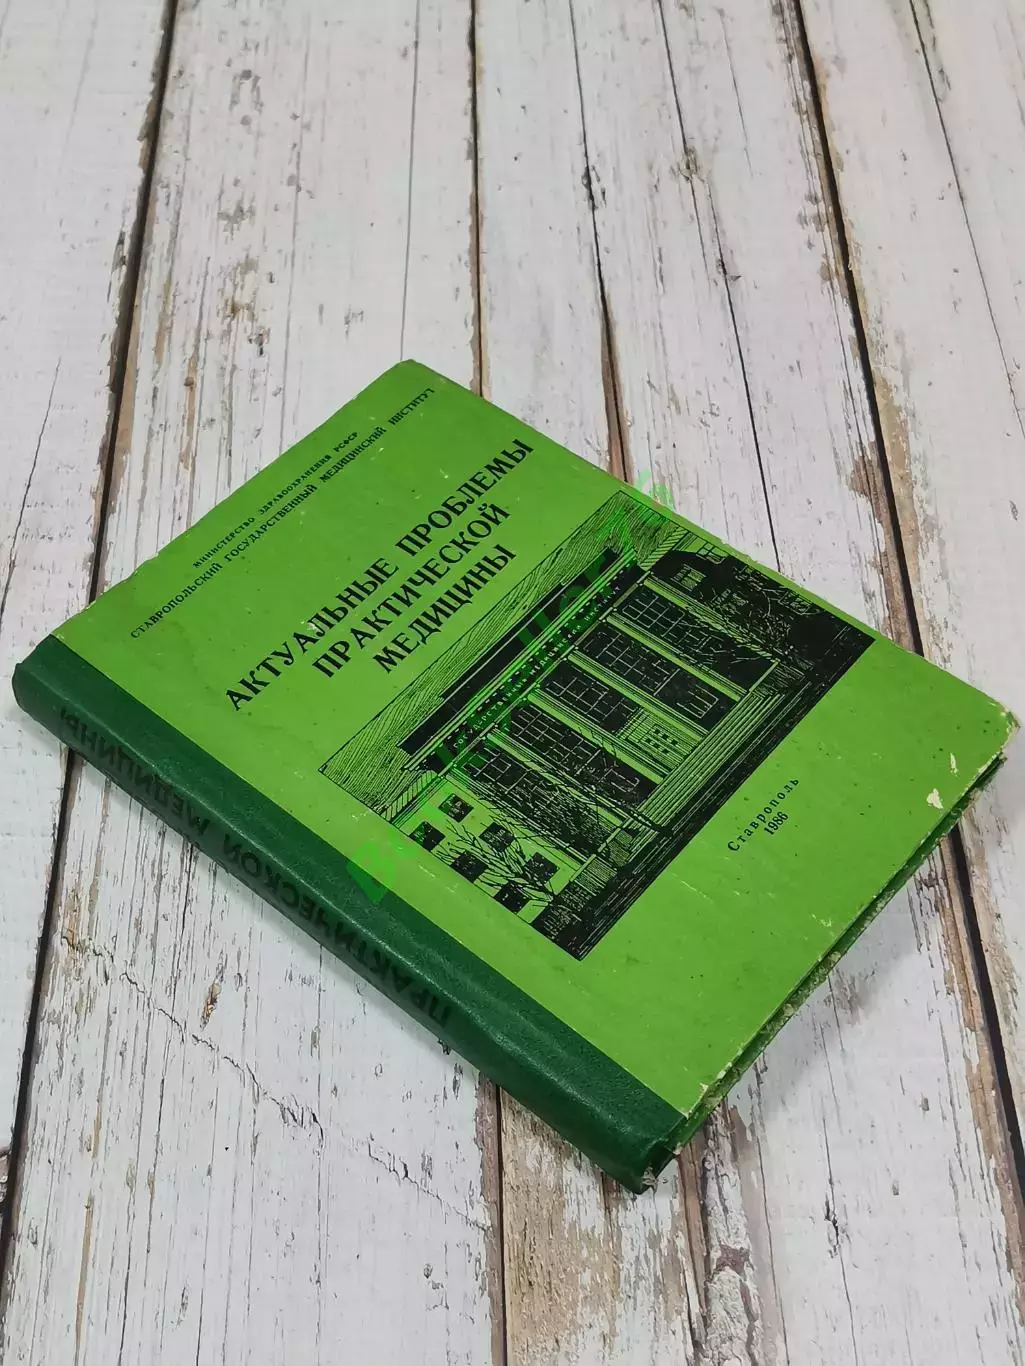 МИНИСТЕРСТВО ЗДРАВООХРАНЕНИЯ РСФСР
СТАВРОПОЛЬСКИЙ ГОСУДАРСТВЕННЫЙ МЕДИЦИНСКИЙ ИНСТИТУТ
АКТУАЛЬНЫЕ ПРОБЛЕМЫ
ПРАКТИЧЕСКОЙ
МЕДИЦИНЫ
Ставрополь
1986
ПРАКТИЧЕСКОЙ МЕДИЦИНЫ